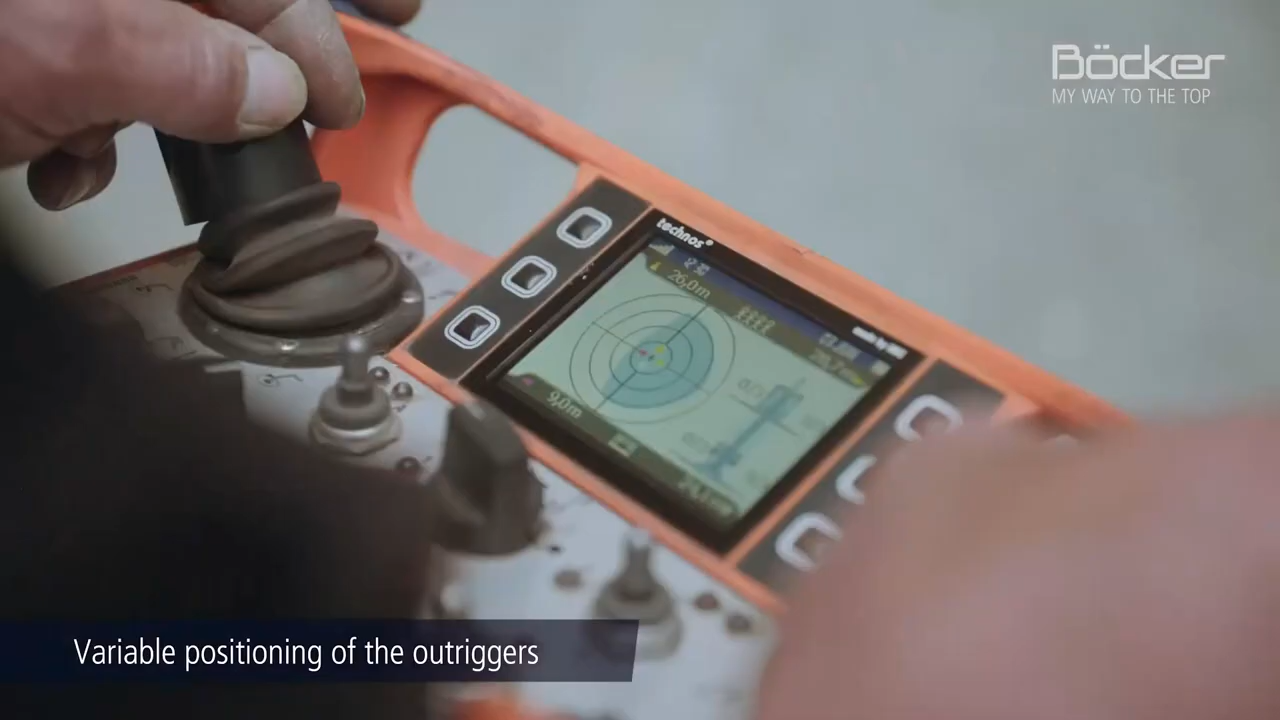 Böcker
MY WAY TO THE TOP
technos
26,0m
9,0m
Variable positioning of the outriggers